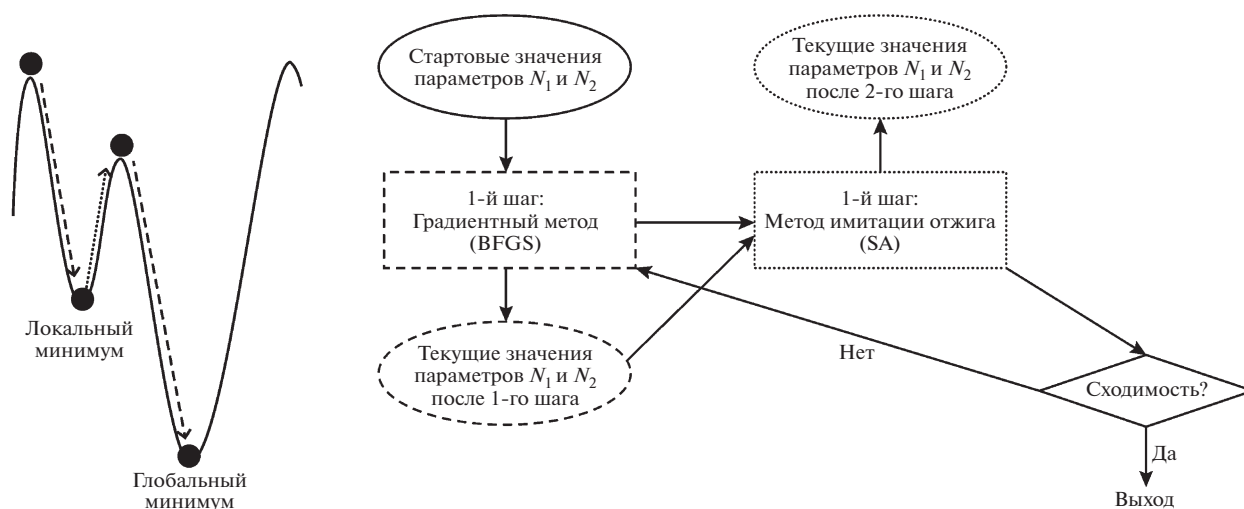 Локальный
минимум
Глобальный
минимум
Стартовые значения
параметров N₁ и N₂
1-й шаг:
Градиентный метод
(BFGS)
Текущие значения
параметров N₁ и N₂
после 1-го шага
Текущие значения
параметров N₁ и N₂
после 2-го шага
1-й шаг:
Метод имитации отжига
(SA)
Нет
Сходимость?
Да
Выход